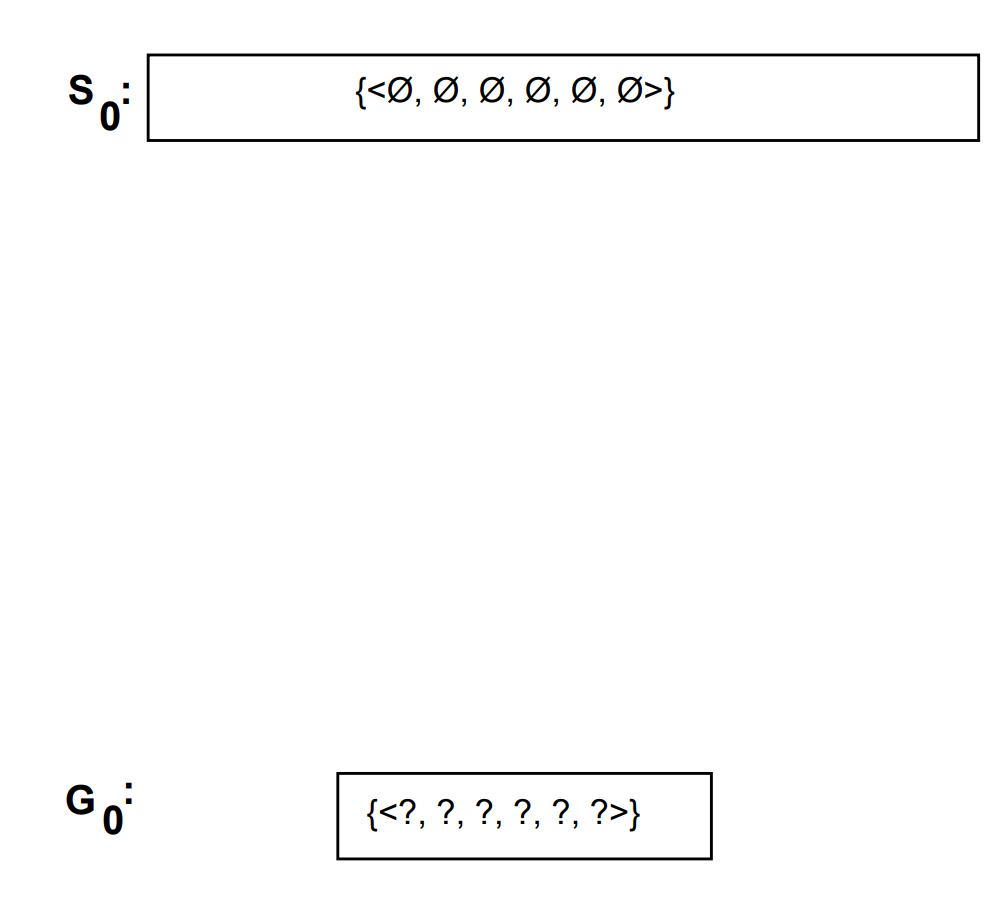 S0: {<Ø, Ø, Ø, Ø, Ø, Ø>}
G0: {<?, ?, ?, ?, ?, ?>}